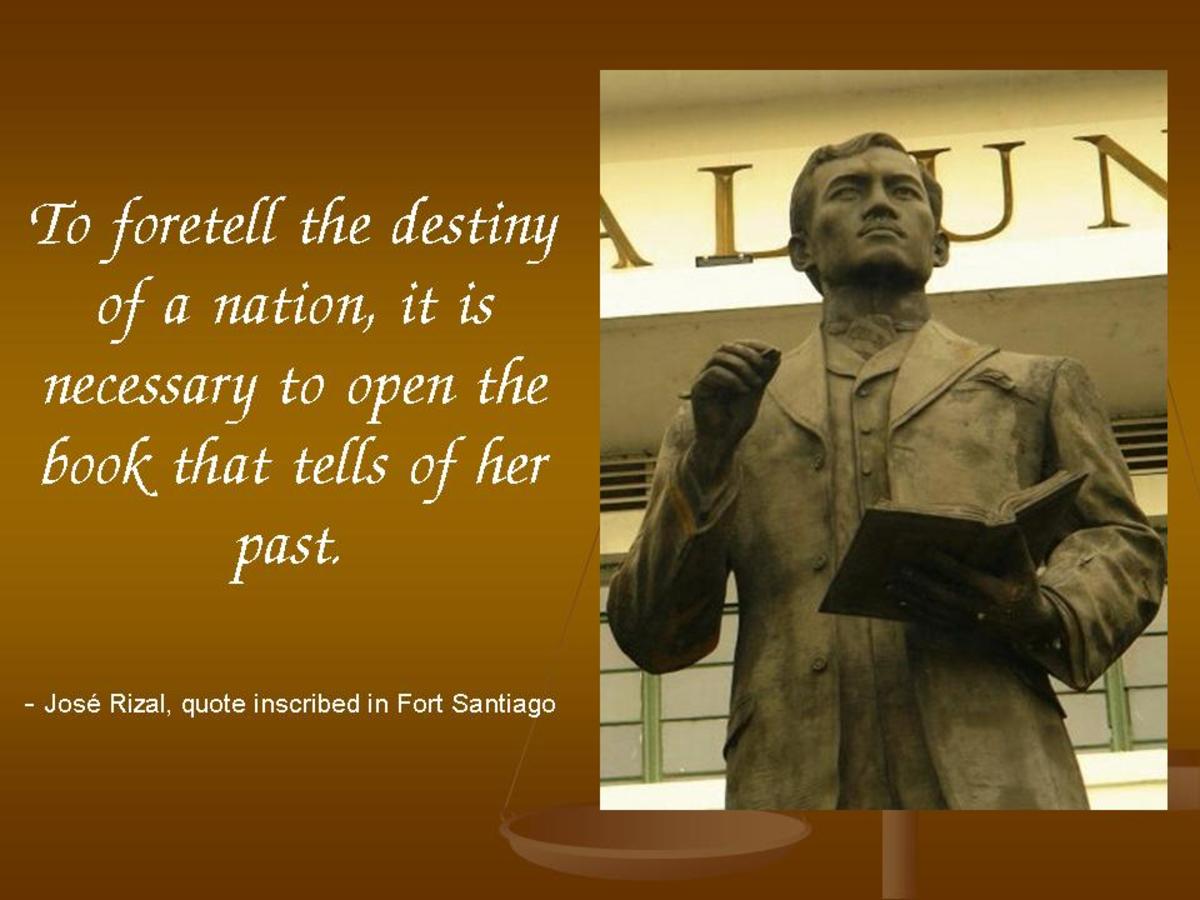 To foretell the destiny
of a nation, it is
necessary to open the
book that tells of her
past.
- José Rizal, quote inscribed in Fort Santiago
ALUN